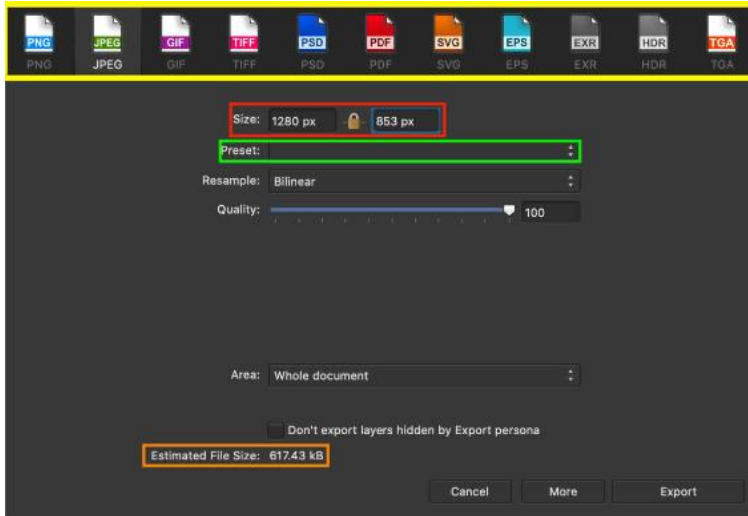 PNG JPEG GIF TIFF PSD PDF SVG EPS EXR HDR TGA
PNG JPEG GIF TIFF PSD PDF SVG EPS EXR HDR TGA
Size: 1280 px 853 px
Preset:
Resample: Bilinear
Quality: 100
Area: Whole document
Don't export layers hidden by Export persona
Estimated File Size: 617.43 kB
Cancel More Export